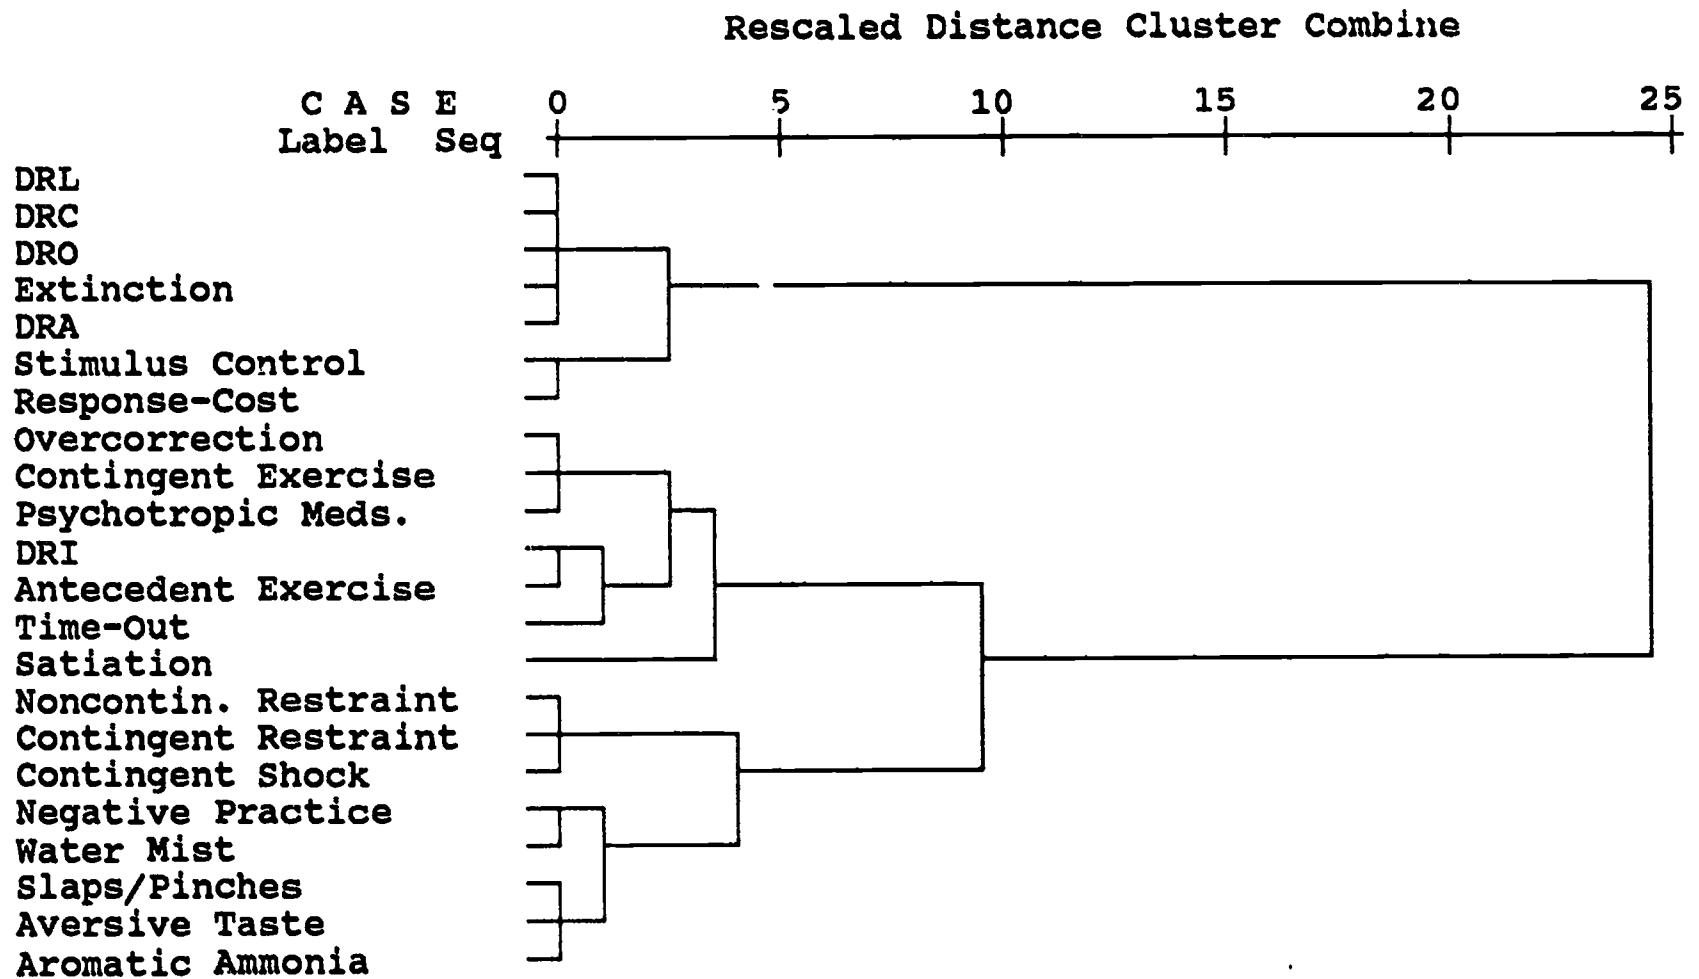 Rescaled Distance Cluster Combine
C A S E 0 5 10 15 20 25
Label Seq
DRL
DRC
DRO
Extinction
DRA
Stimulus Control
Response-Cost
Overcorrection
Contingent Exercise
Psychotropic Meds.
DRI
Antecedent Exercise
Time-Out
Satiation
Noncontin. Restraint
Contingent Restraint
Contingent Shock
Negative Practice
Water Mist
Slaps/Pinches
Aversive Taste
Aromatic Ammonia